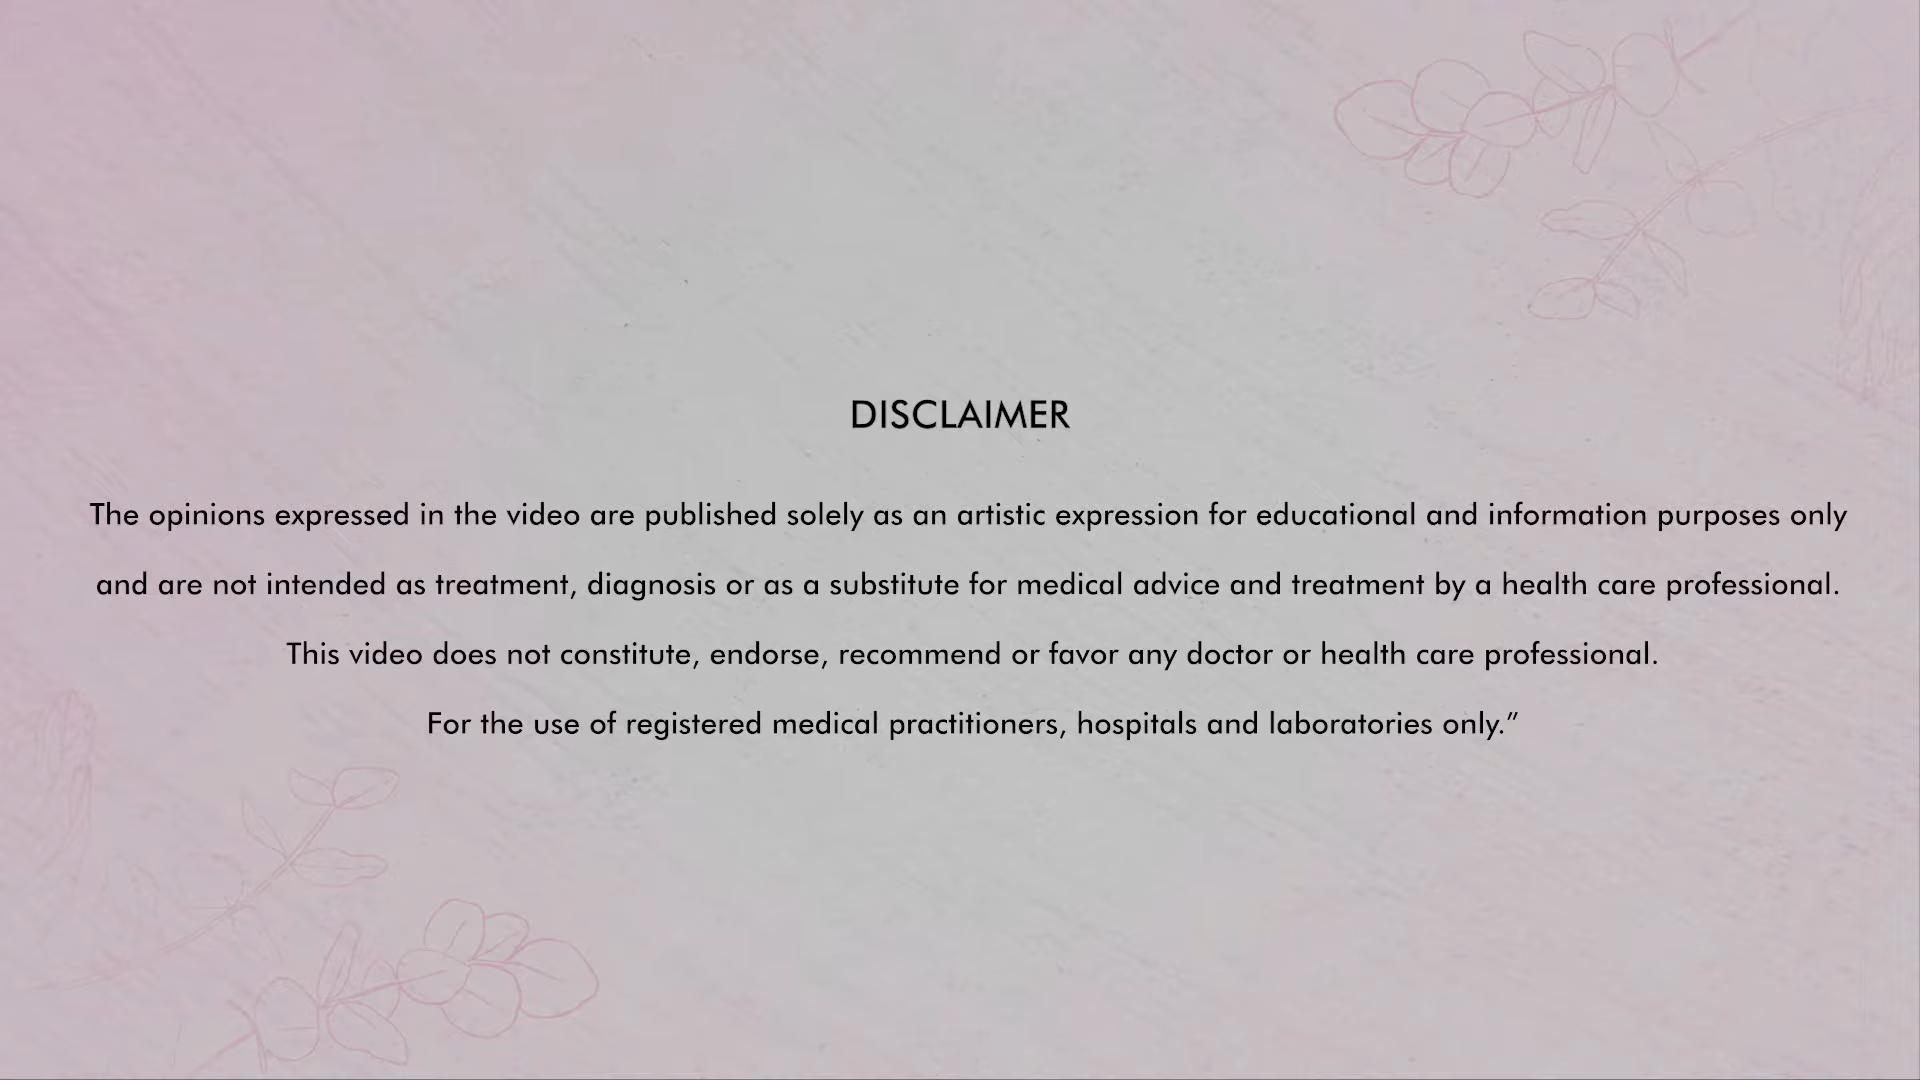 DISCLAIMER
The opinions expressed in the video are published solely as an artistic expression for educational and information purposes only
and are not intended as treatment, diagnosis or as a substitute for medical advice and treatment by a health care professional.
This video does not constitute, endorse, recommend or favor any doctor or health care professional.
For the use of registered medical practitioners, hospitals and laboratories only.”